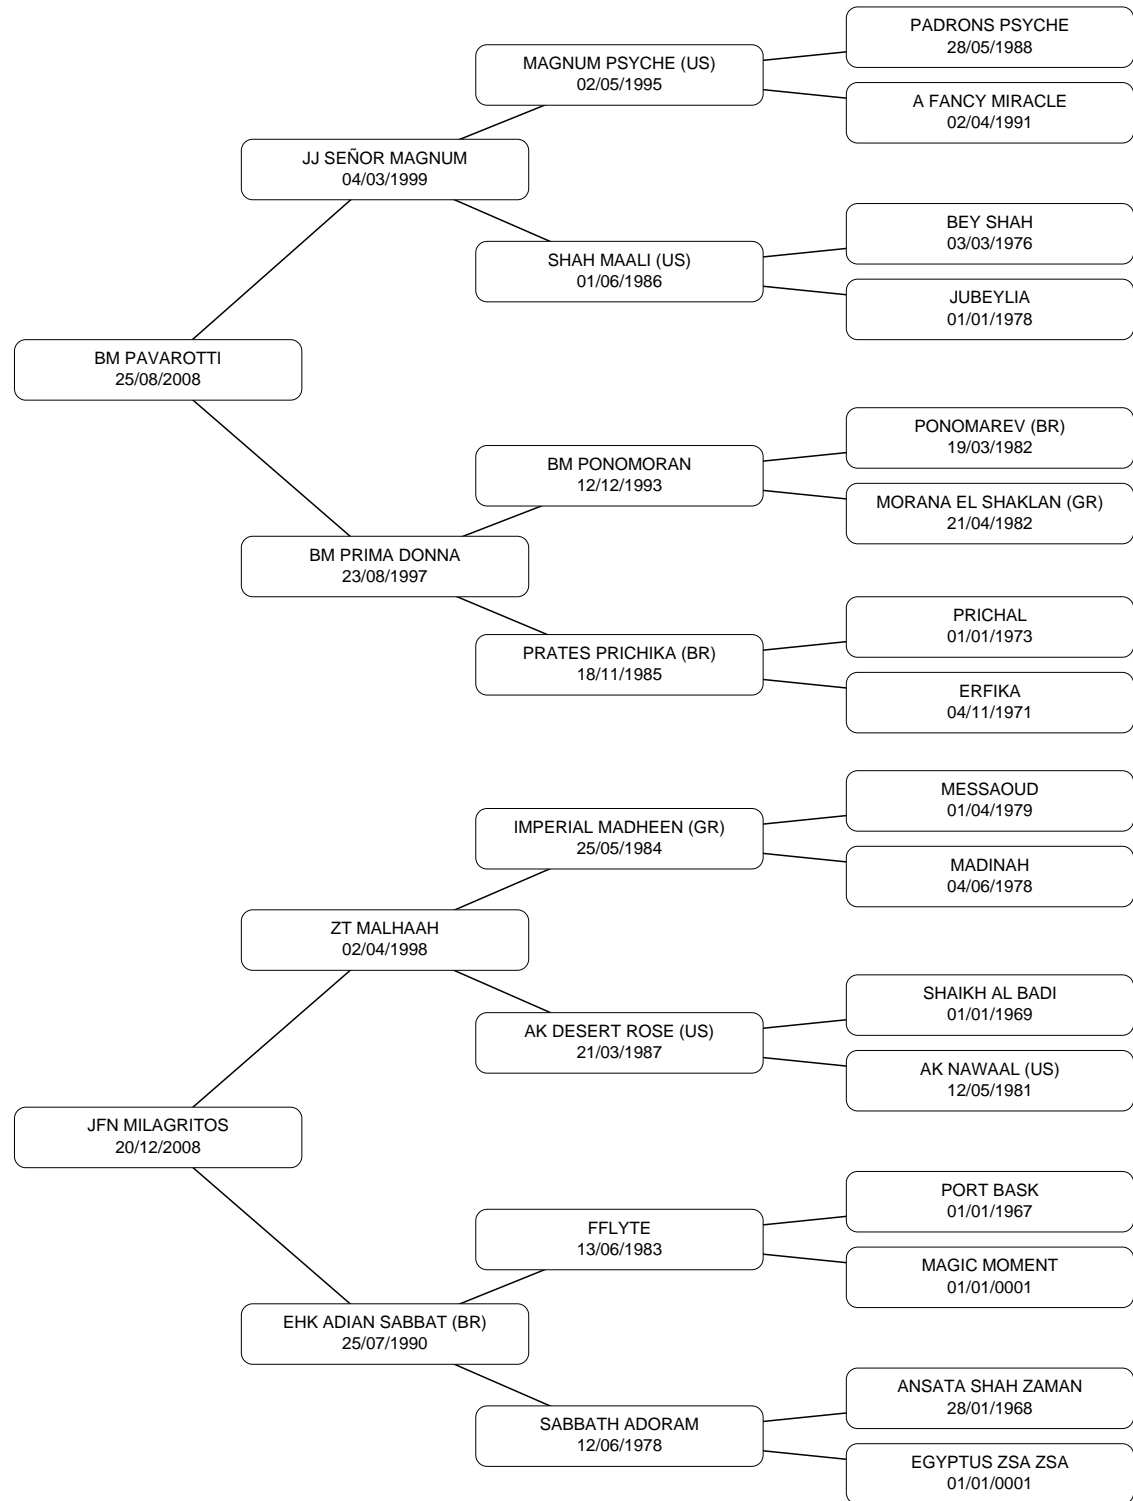 PADRONS PSYCHE
28/05/1988
MAGNUM PSYCHE (US)
02/05/1995
A FANCY MIRACLE
02/04/1991
JJ SEÑOR MAGNUM
04/03/1999
BEY SHAH
03/03/1976
SHAH MAALI (US)
01/06/1986
JUBEYLIA
01/01/1978
BM PAVAROTTI
25/08/2008
PONOMAREV (BR)
19/03/1982
BM PONOMORAN
12/12/1993
MORANA EL SHAKLAN (GR)
21/04/1982
BM PRIMA DONNA
23/08/1997
PRICHAL
01/01/1973
PRATES PRICHIKA (BR)
18/11/1985
ERFIKA
04/11/1971
MESSAOUD
01/04/1979
IMPERIAL MADHEEN (GR)
25/05/1984
MADINAH
04/06/1978
ZT MALHAAH
02/04/1998
SHAIKH AL BADI
01/01/1969
AK DESERT ROSE (US)
21/03/1987
AK NAWAAL (US)
12/05/1981
JFN MILAGRITOS
20/12/2008
PORT BASK
01/01/1967
FFLYTE
13/06/1983
MAGIC MOMENT
01/01/0001
EHK ADIAN SABBAT (BR)
25/07/1990
ANSATA SHAH ZAMAN
28/01/1968
SABBATH ADORAM
12/06/1978
EGYPTUS ZSA ZSA
01/01/0001